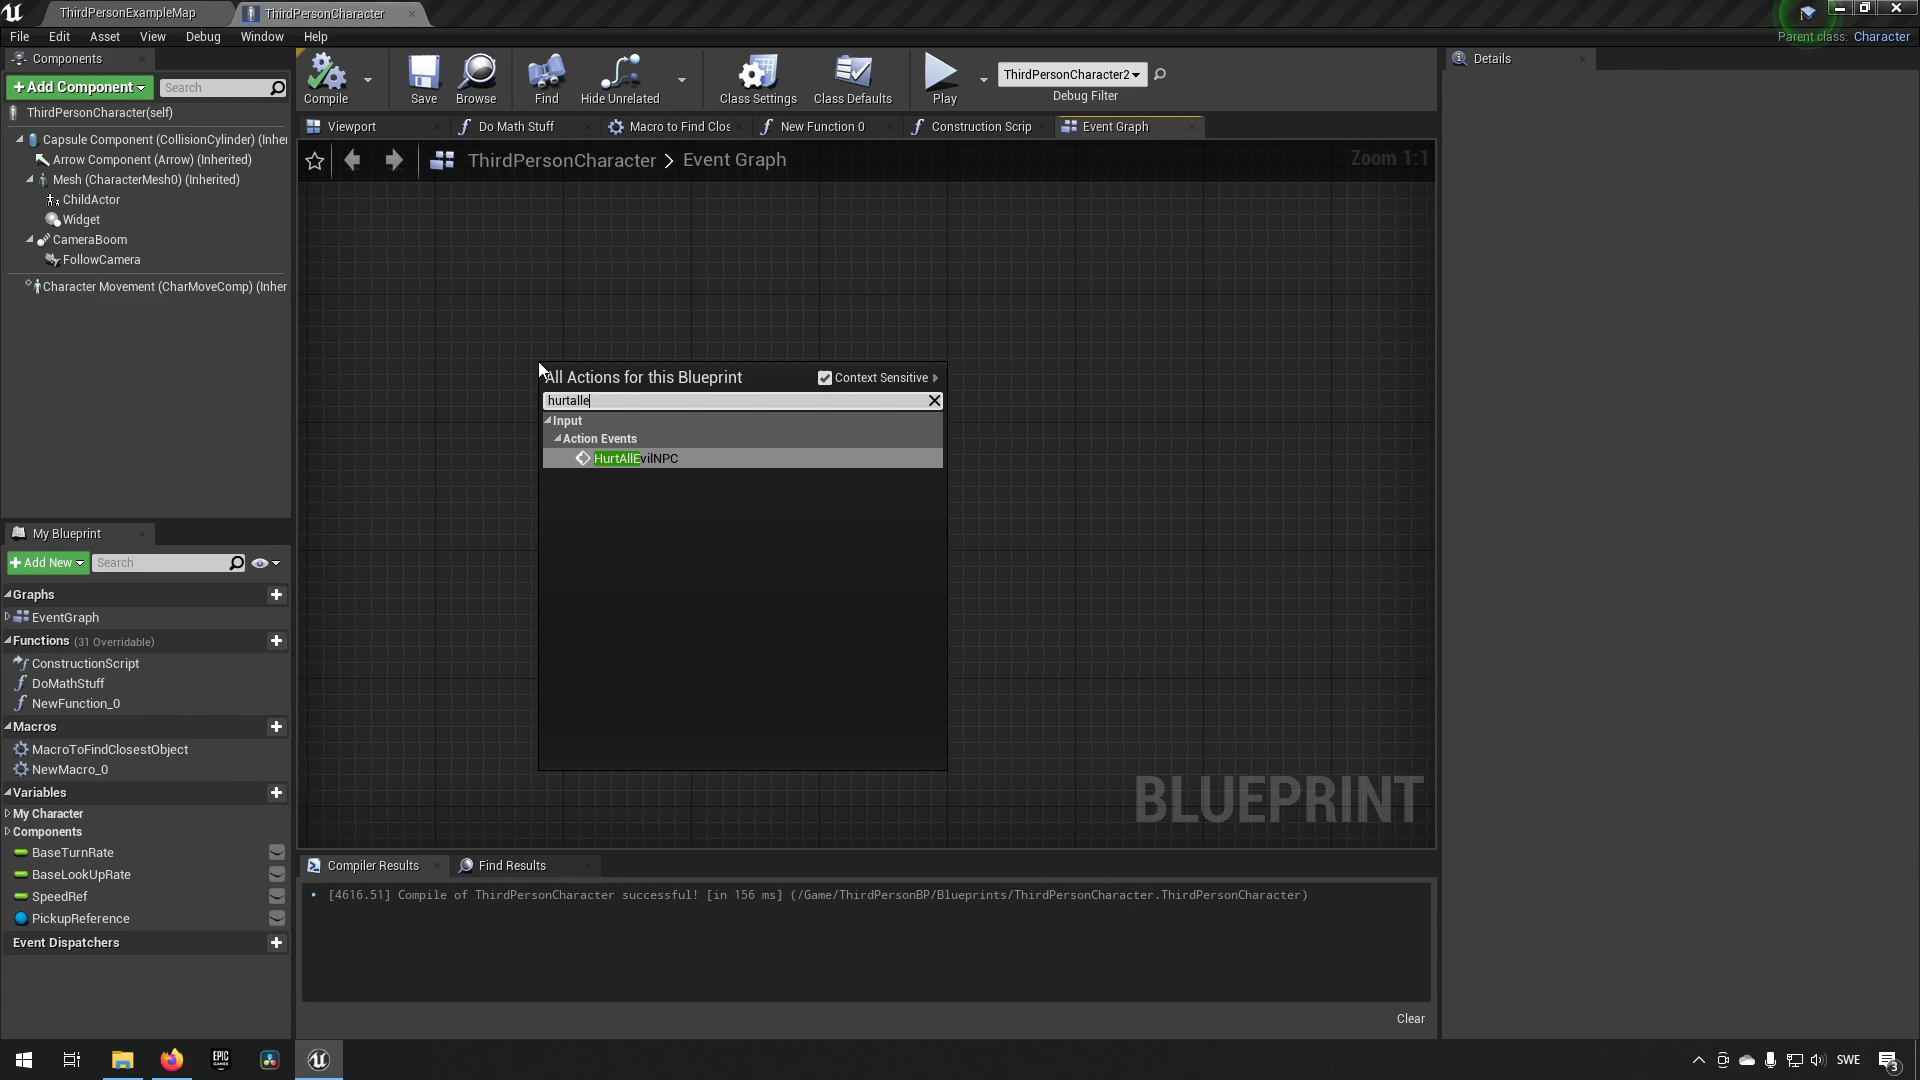 ThirdPersonExampleMap
ThirdPersonCharacter
File Edit Asset View Debug Window Help
Parent class: Character
Components
+Add Component
Search
ThirdPersonCharacter(self)
Capsule Component (CollisionCylinder) (Inher
Arrow Component (Arrow) (Inherited)
Mesh (CharacterMesh0) (Inherited)
ChildActor
Widget
CameraBoom
FollowCamera
Character Movement (CharMoveComp) (Inher
Compile
Save
Browse
Find
Hide Unrelated
Class Settings
Class Defaults
Play
ThirdPersonCharacter2
Debug Filter
Details
Viewport
Do Math Stuff
Macro to Find Clos
New Function 0
Construction Scrip
Event Graph
ThirdPersonCharacter > Event Graph
Zoom 1:1
All Actions for this Blueprint
Context Sensitive
hurtalle
Input
Action Events
HurtAllEvilNPC
BLUEPRINT
My Blueprint
+Add New
Search
Graphs
EventGraph
Functions (31 Overridable)
ConstructionScript
DoMathStuff
NewFunction_0
Macros
MacroToFindClosestObject
NewMacro_0
Variables
My Character
Components
BaseTurnRate
BaseLookUpRate
SpeedRef
PickupReference
Event Dispatchers
Compiler Results
Find Results
[4616.51] Compile of ThirdPersonCharacter successful! [in 156 ms] (/Game/ThirdPersonBP/Blueprints/ThirdPersonCharacter.ThirdPersonCharacter)
Clear
EPIC GAMES
SWE
3